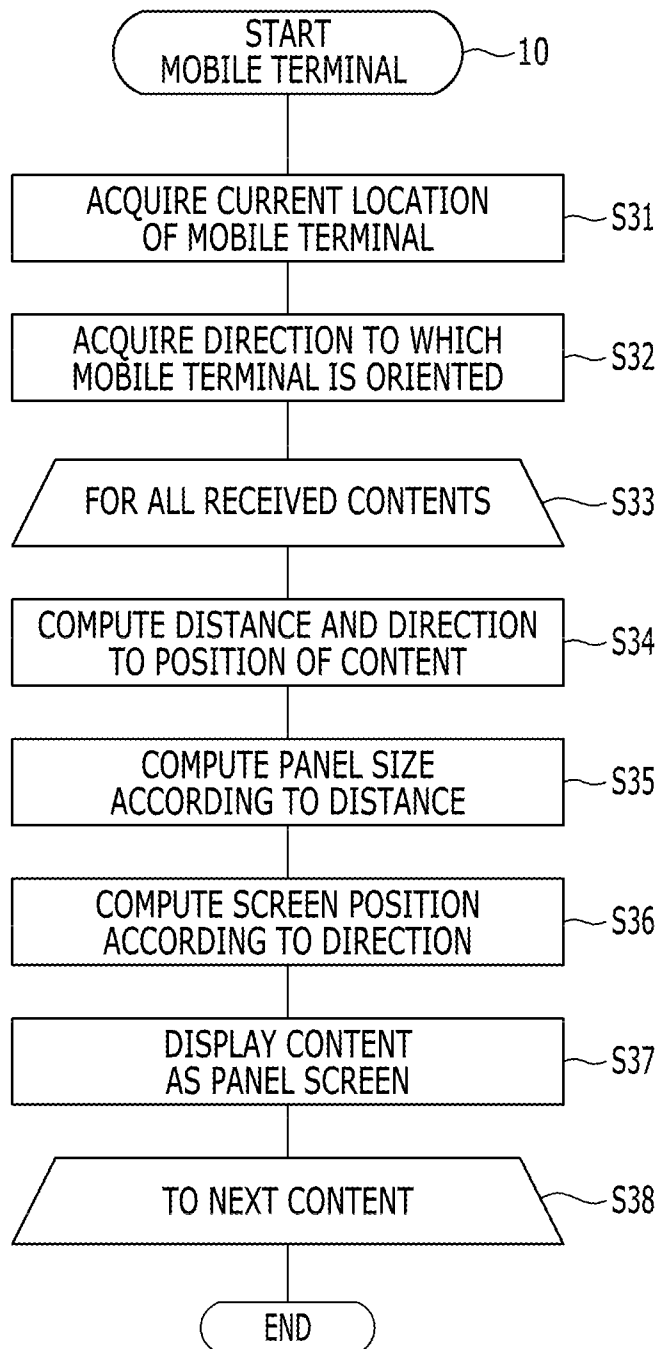 START
MOBILE TERMINAL
10
ACQUIRE CURRENT LOCATION
OF MOBILE TERMINAL
S31
ACQUIRE DIRECTION TO WHICH
MOBILE TERMINAL IS ORIENTED
S32
FOR ALL RECEIVED CONTENTS
S33
COMPUTE DISTANCE AND DIRECTION
TO POSITION OF CONTENT
S34
COMPUTE PANEL SIZE
ACCORDING TO DISTANCE
S35
COMPUTE SCREEN POSITION
ACCORDING TO DIRECTION
S36
DISPLAY CONTENT
AS PANEL SCREEN
S37
TO NEXT CONTENT
S38
END